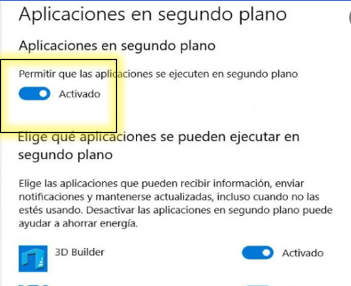 Aplicaciones en segundo plano
Aplicaciones en segundo plano
Permitir que las aplicaciones se ejecuten en segundo plano
Activado
Elige qué aplicaciones se pueden ejecutar en
segundo plano
Elige las aplicaciones que pueden recibir información, enviar
notificaciones y mantenerse actualizadas, incluso cuando no las
estés usando. Desactivar las aplicaciones en segundo plano puede
ayudar a ahorrar energía.
3D Builder Activado